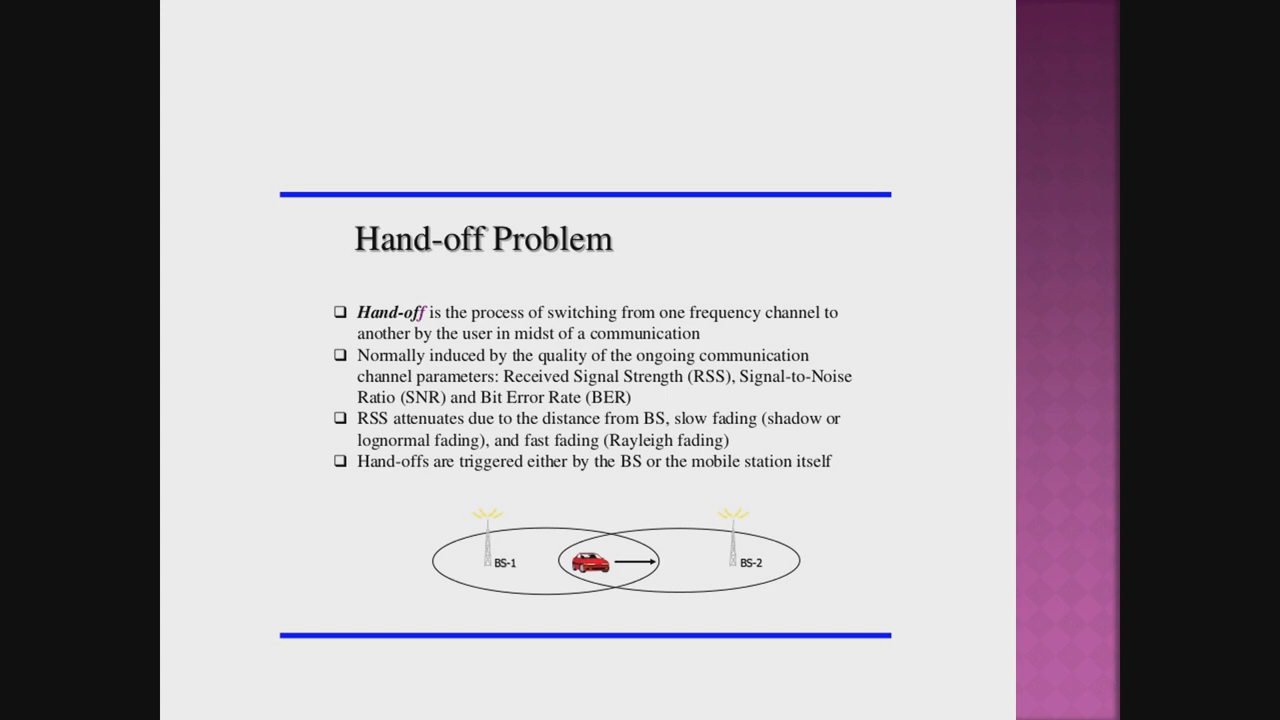 Hand-off Problem
❑ Hand-off is the process of switching from one frequency channel to
another by the user in midst of a communication
❑ Normally induced by the quality of the ongoing communication
channel parameters: Received Signal Strength (RSS), Signal-to-Noise
Ratio (SNR) and Bit Error Rate (BER)
❑ RSS attenuates due to the distance from BS, slow fading (shadow or
lognormal fading), and fast fading (Rayleigh fading)
❑ Hand-offs are triggered either by the BS or the mobile station itself
BS-1
BS-2